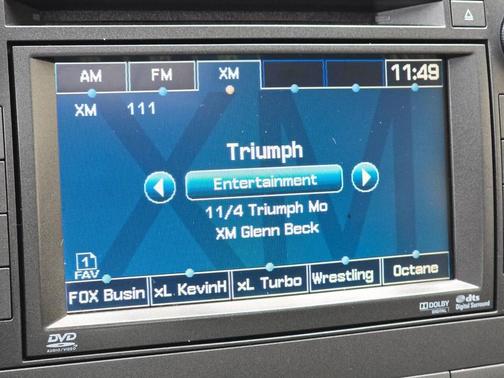 AM FM XM 11:49
XM 111
Triumph
Entertainment
11/4 Triumph Mo
XM Glenn Beck
1
FAV
FOX Busin xL KevinH xL Turbo Wrestling Octane
DVD
AUDIO/VIDEO
DOLBY
DIGITAL
dts
Digital Surround